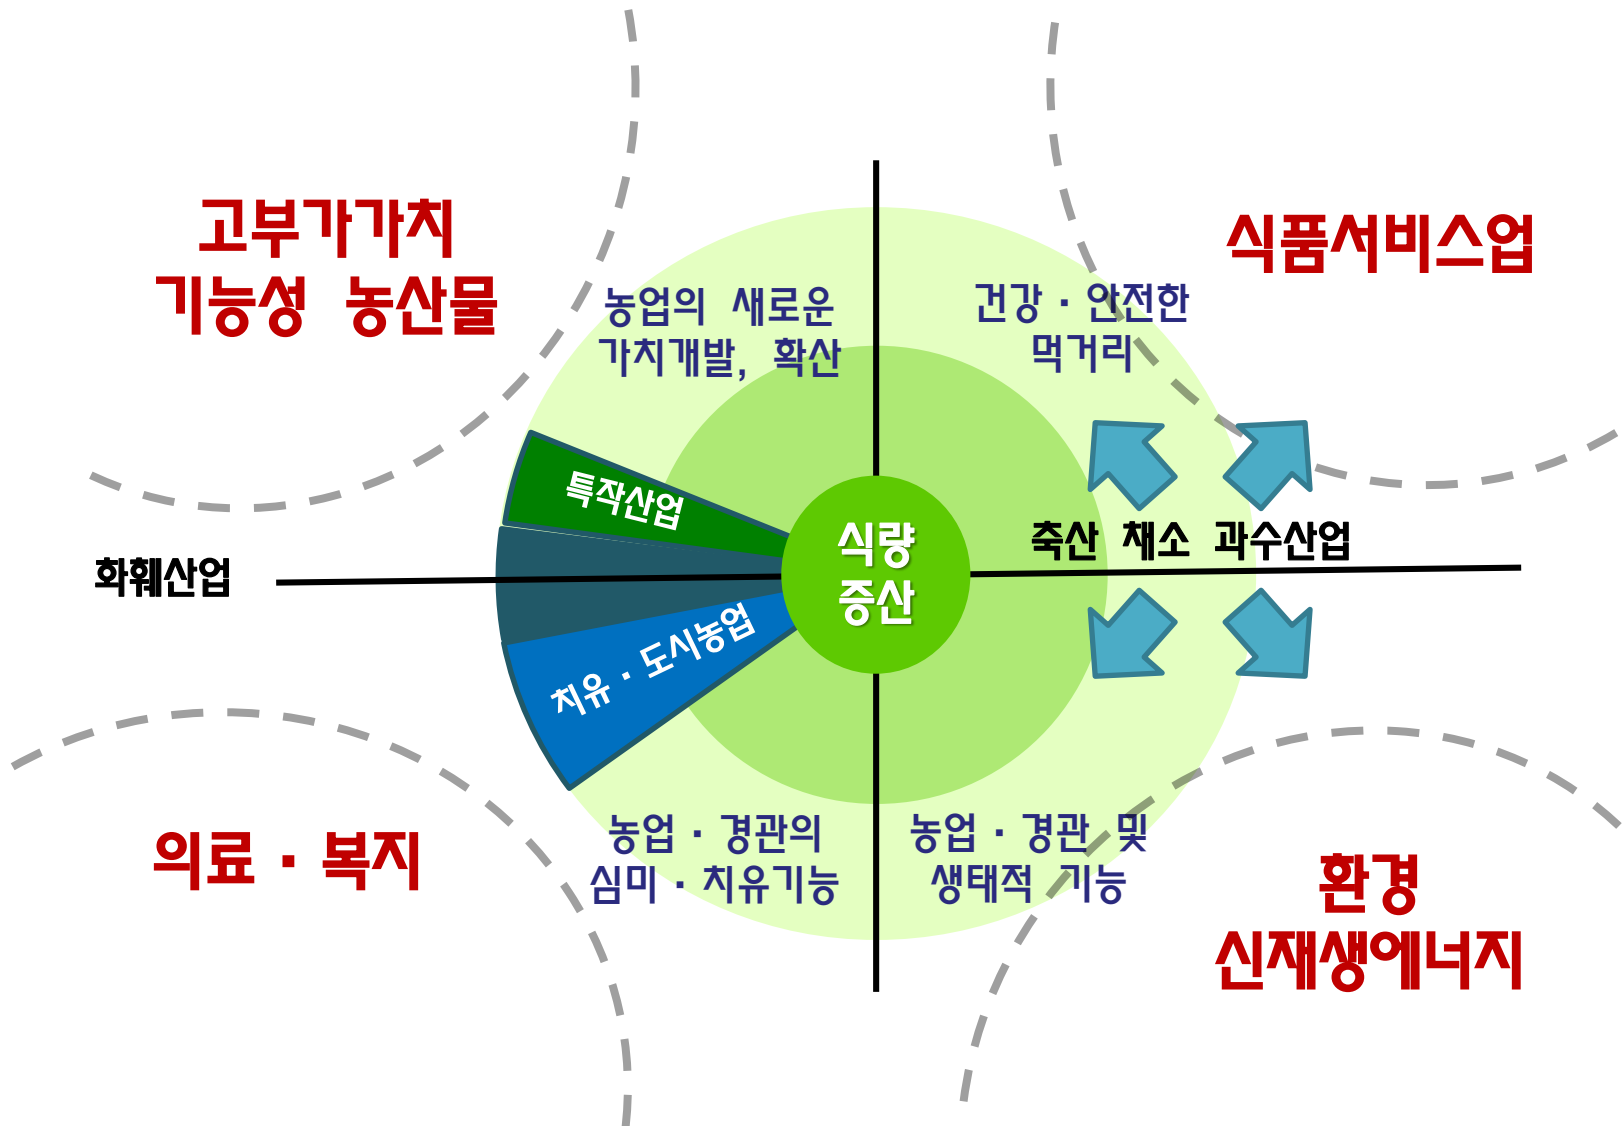 고부가가치
기능성 농산물
식품서비스업
농업의 새로운
가치개발, 확산
건강 · 안전한
먹거리
특작산업
식량
증산
축산 채소 과수산업
화훼산업
치유 · 도시농업
농업 · 경관의
심미 · 치유기능
농업 · 경관 및
생태적 기능
의료 · 복지
환경
신재생에너지